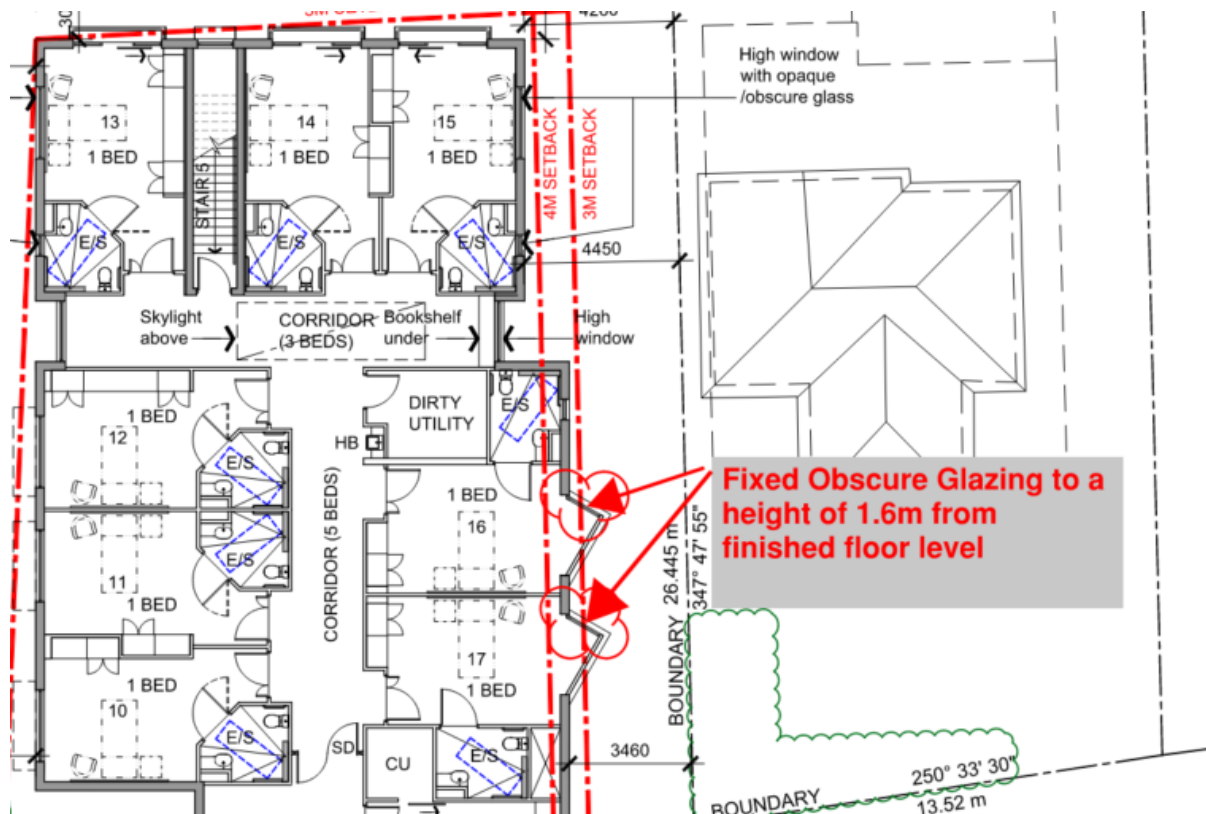 4200
High window
with opaque
/obscure glass
13
1 BED
STAIR 5
14
1 BED
15
1 BED
4M SETBACK
3M SETBACK
E/S
E/S
E/S
4450
Skylight
above
CORRIDOR
(3 BEDS)
Bookshelf
under
High
window
1 BED
12
E/S
DIRTY
UTILITY
E/S
HB
CORRIDOR (5 BEDS)
1 BED
16
Fixed Obscure Glazing to a
height of 1.6m from
finished floor level
E/S
11
1 BED
17
1 BED
BOUNDARY 26.445 m
347° 47' 55"
1 BED
10
E/S
SD
CU
E/S
3460
BOUNDARY
250° 33' 30"
13.52 m